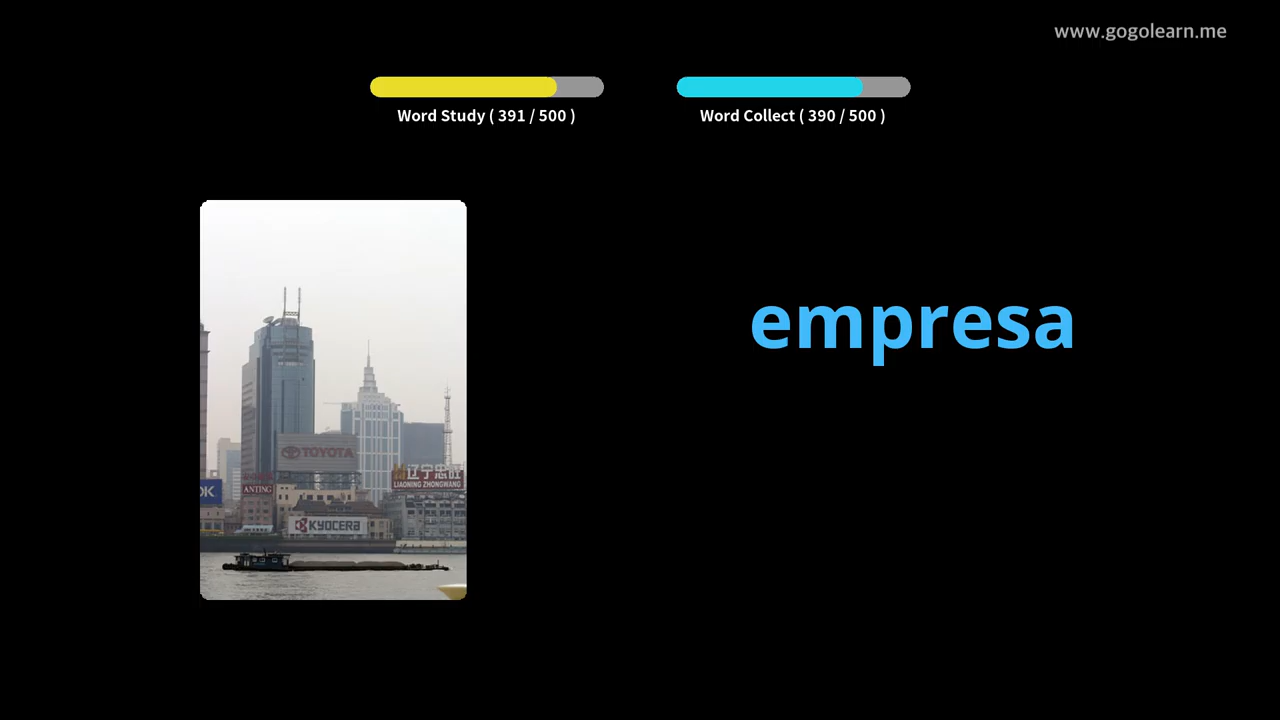 www.gogolearn.me
Word Study ( 391 / 500 )
Word Collect ( 390 / 500 )
empresa
TOYOTA
辽宁忠旺
LIAONING ZHONGWANG
ANTING
KYOCERA